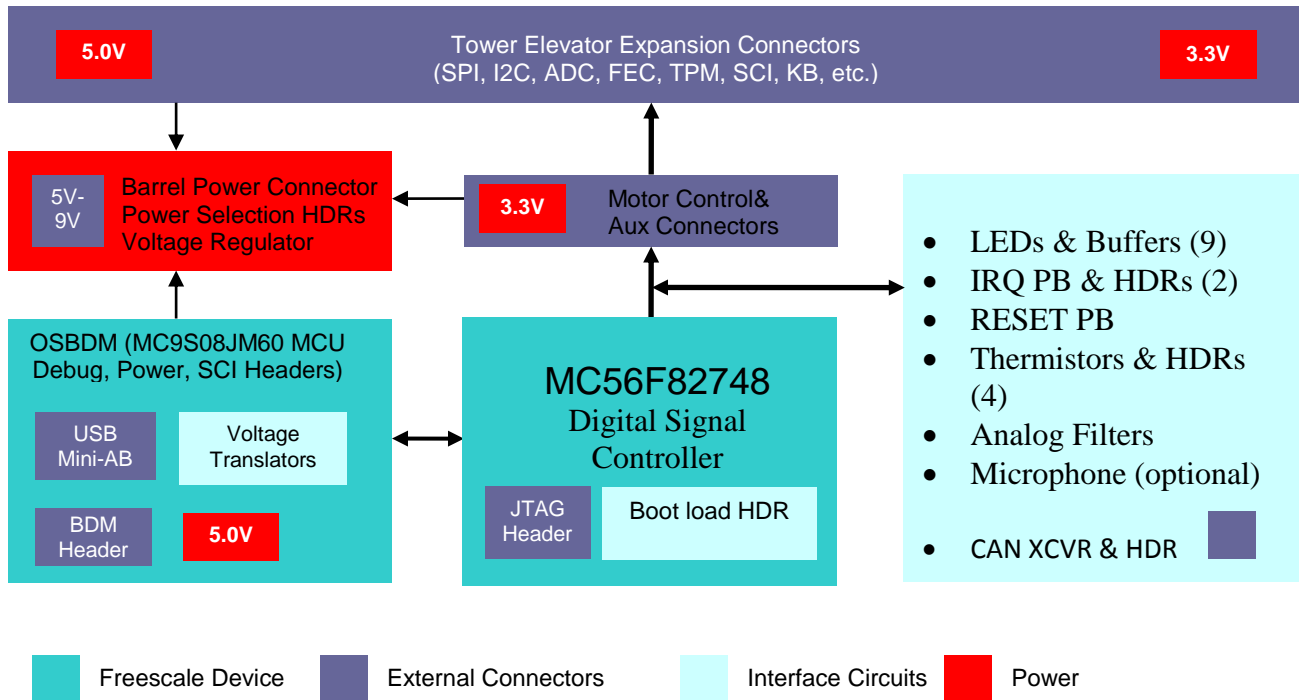 5.0V
Tower Elevator Expansion Connectors
(SPI, I2C, ADC, FEC, TPM, SCI, KB, etc.)
3.3V
5V-
9V
Barrel Power Connector
Power Selection HDRs
Voltage Regulator
3.3V
Motor Control&
Aux Connectors
• LEDs & Buffers (9)
• IRQ PB & HDRs (2)
• RESET PB
• Thermistors & HDRs
(4)
• Analog Filters
• Microphone (optional)
• CAN XCVR & HDR
OSBDM (MC9S08JM60 MCU
Debug, Power, SCI Headers)
USB
Mini-AB
Voltage
Translators
BDM
Header
5.0V
MC56F82748
Digital Signal
Controller
JTAG
Header
Boot load HDR
Freescale Device
External Connectors
Interface Circuits
Power